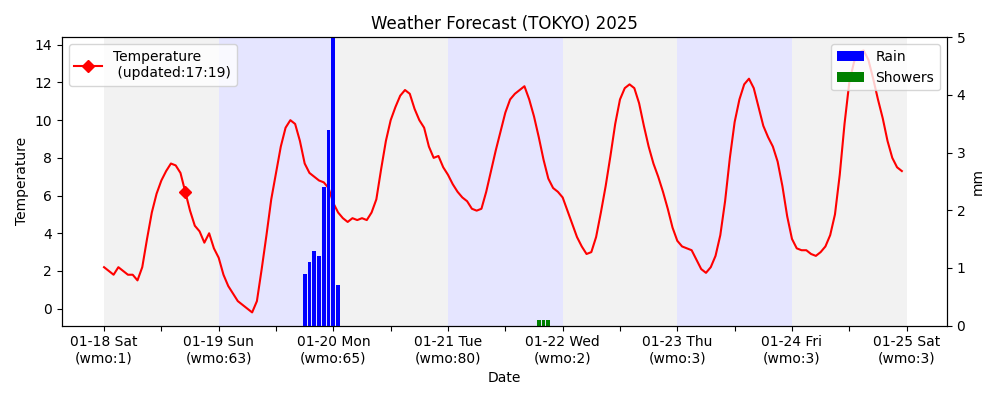 Weather Forecast (TOKYO) 2025
Temperature
(updated:17:19)
Rain
Showers
Temperature
14
12
10
8
6
4
2
0
5
4
3
2
1
0
mm
01-18 Sat
(wmo:1)
01-19 Sun
(wmo:63)
01-20 Mon
(wmo:65)
01-21 Tue
(wmo:80)
01-22 Wed
(wmo:2)
01-23 Thu
(wmo:3)
01-24 Fri
(wmo:3)
01-25 Sat
(wmo:3)
Date